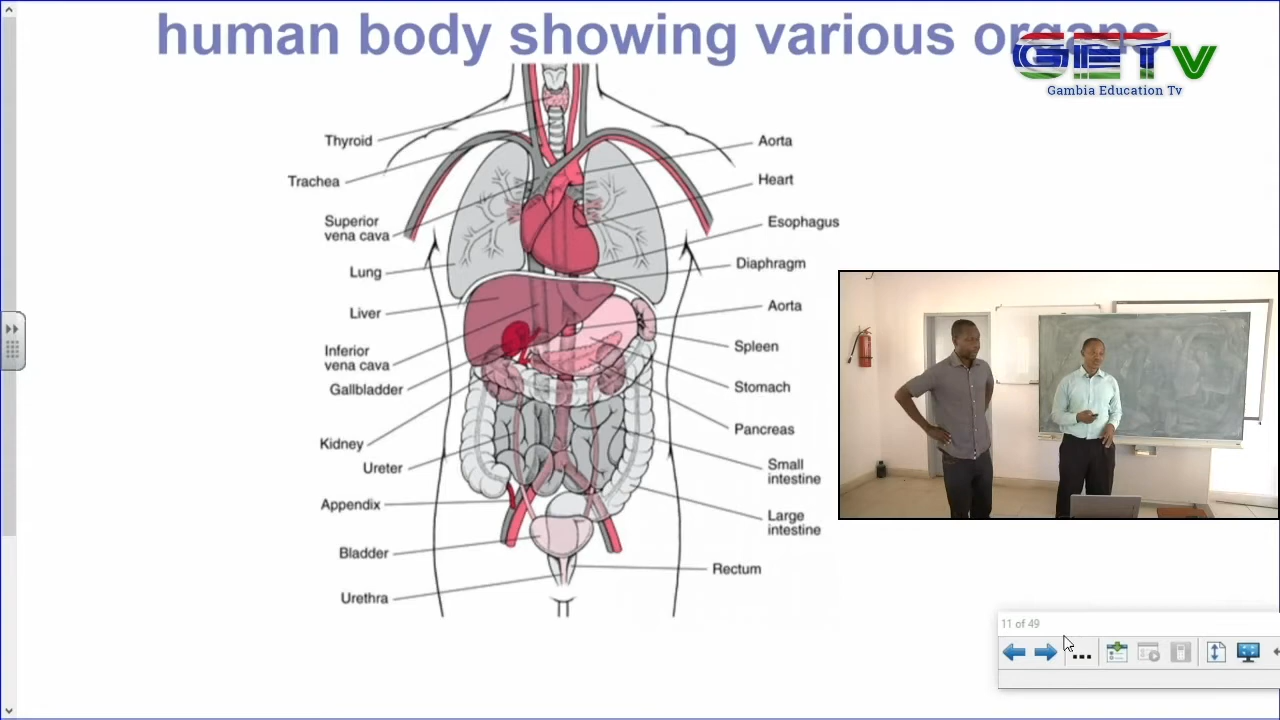 human body showing various organs
GETv
Gambia Education Tv
Thyroid
Trachea
Superior
vena cava
Lung
Liver
Inferior
vena cava
Gallbladder
Kidney
Ureter
Appendix
Bladder
Urethra
Aorta
Heart
Esophagus
Diaphragm
Aorta
Spleen
Stomach
Pancreas
Small
intestine
Large
intestine
Rectum
11 of 49